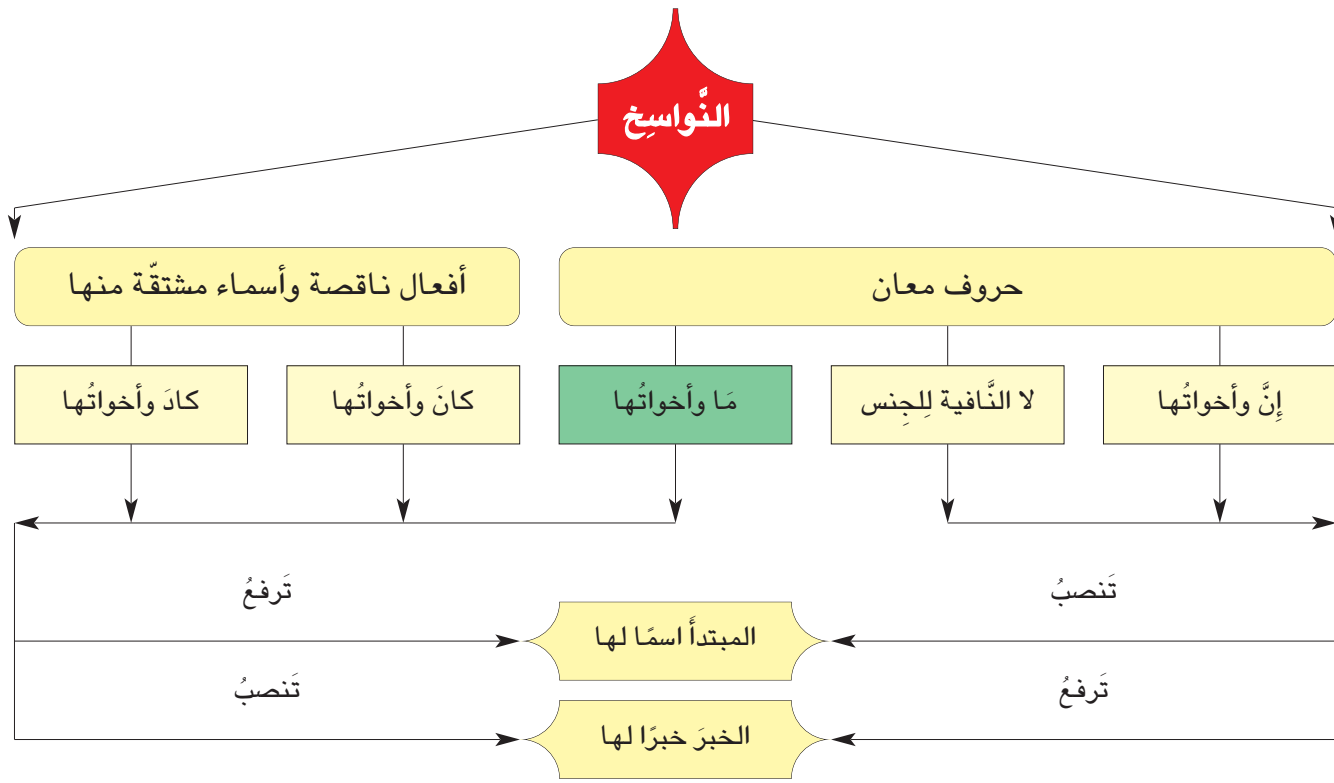 النَّواسِخ
حروف معان
أفعال ناقصة وأسماء مشتقّة منها
إِنَّ وأخواتُها
لا النَّافية لِلجِنس
مَا وأخواتُها
كانَ وأخواتُها
كادَ وأخواتُها
تَنصبُ
تَرفعُ
المبتدأَ اسمًا لها
تَرفعُ
تَنصبُ
الخبرَ خبرًا لها